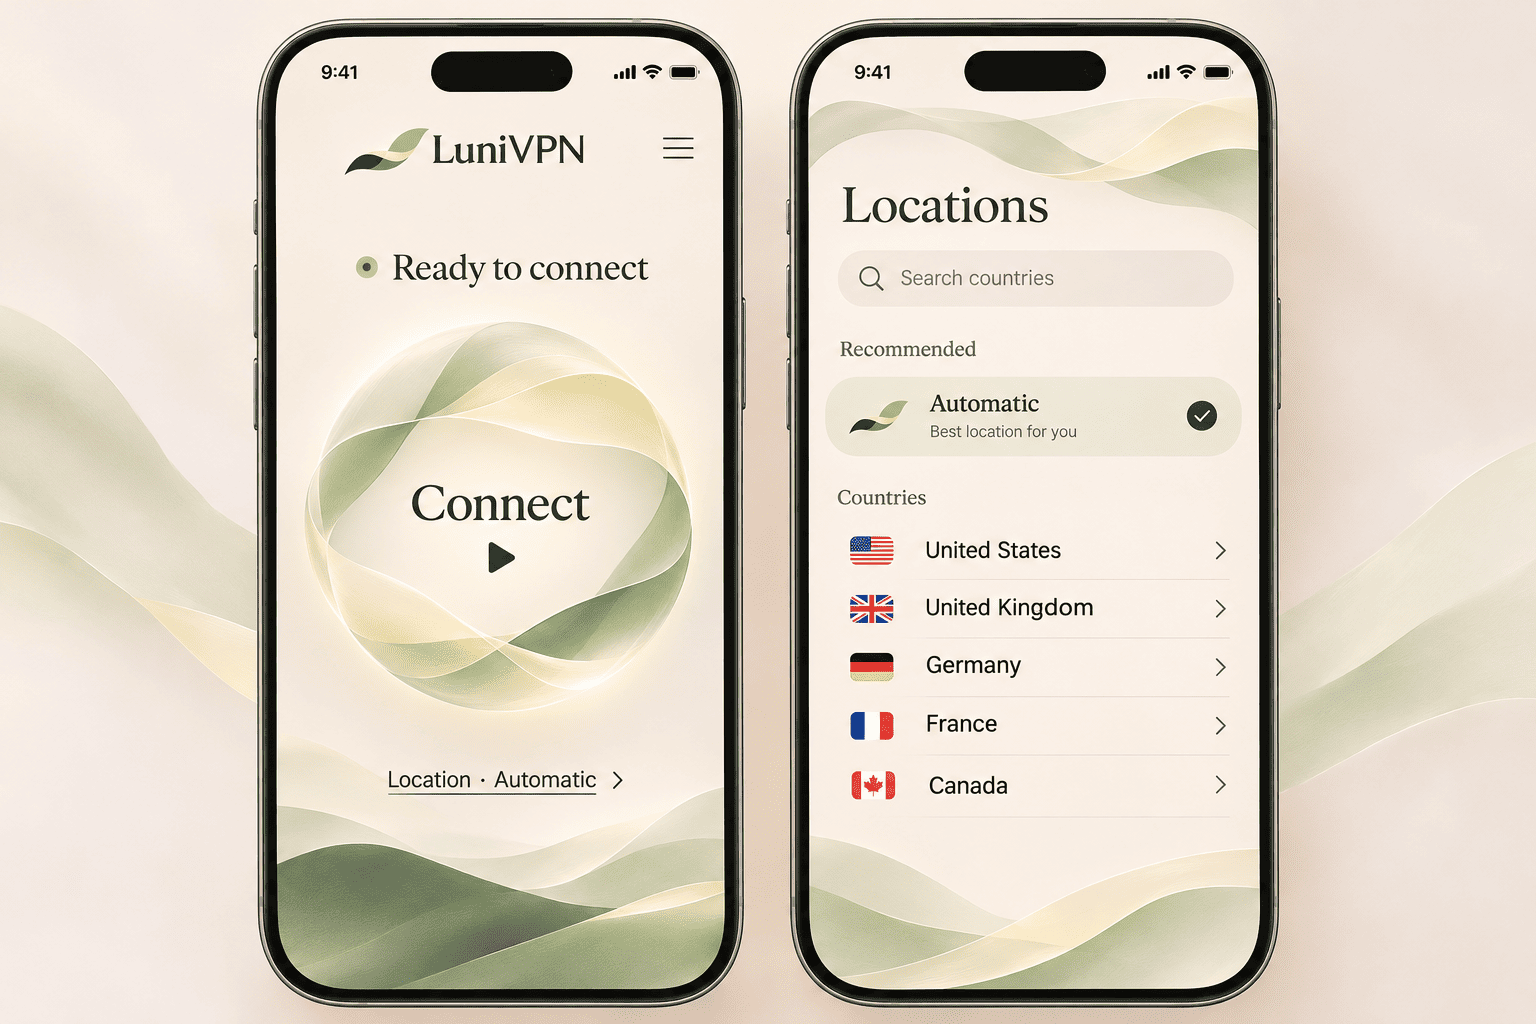 9:41
LuniVPN
Ready to connect
Connect
Location · Automatic
9:41
Locations
Search countries
Recommended
Automatic
Best location for you
Countries
United States
United Kingdom
Germany
France
Canada